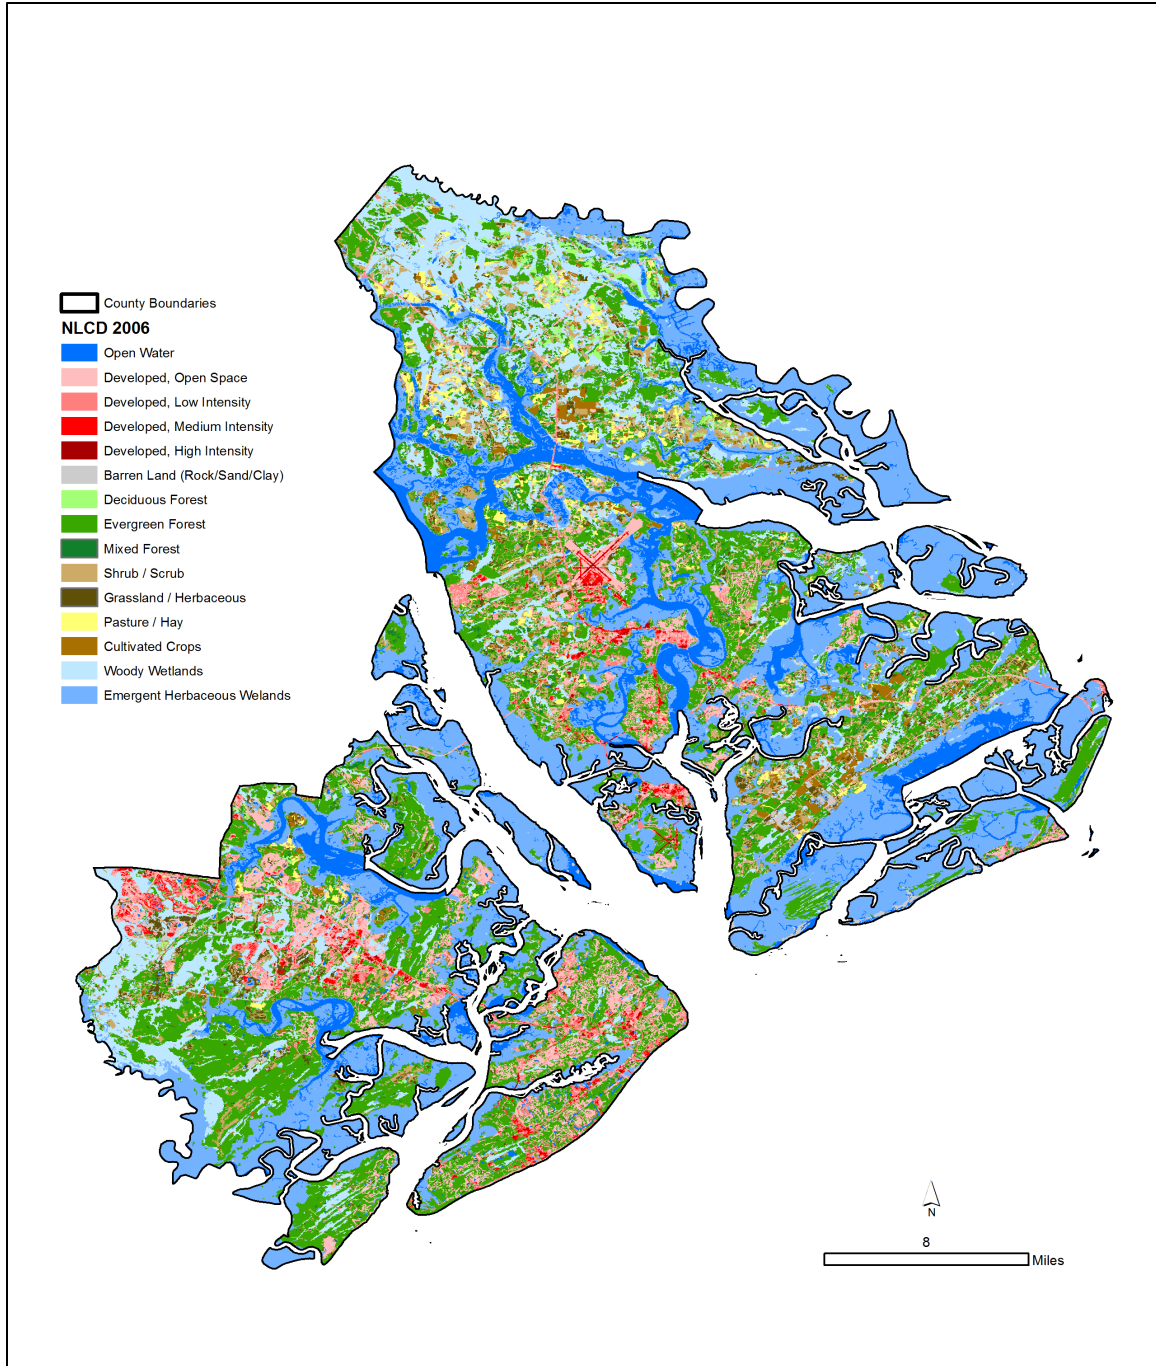 County Boundaries
NLCD 2006
Open Water
Developed, Open Space
Developed, Low Intensity
Developed, Medium Intensity
Developed, High Intensity
Barren Land (Rock/Sand/Clay)
Deciduous Forest
Evergreen Forest
Mixed Forest
Shrub / Scrub
Grassland / Herbaceous
Pasture / Hay
Cultivated Crops
Woody Wetlands
Emergent Herbaceous Welands
N
8
Miles